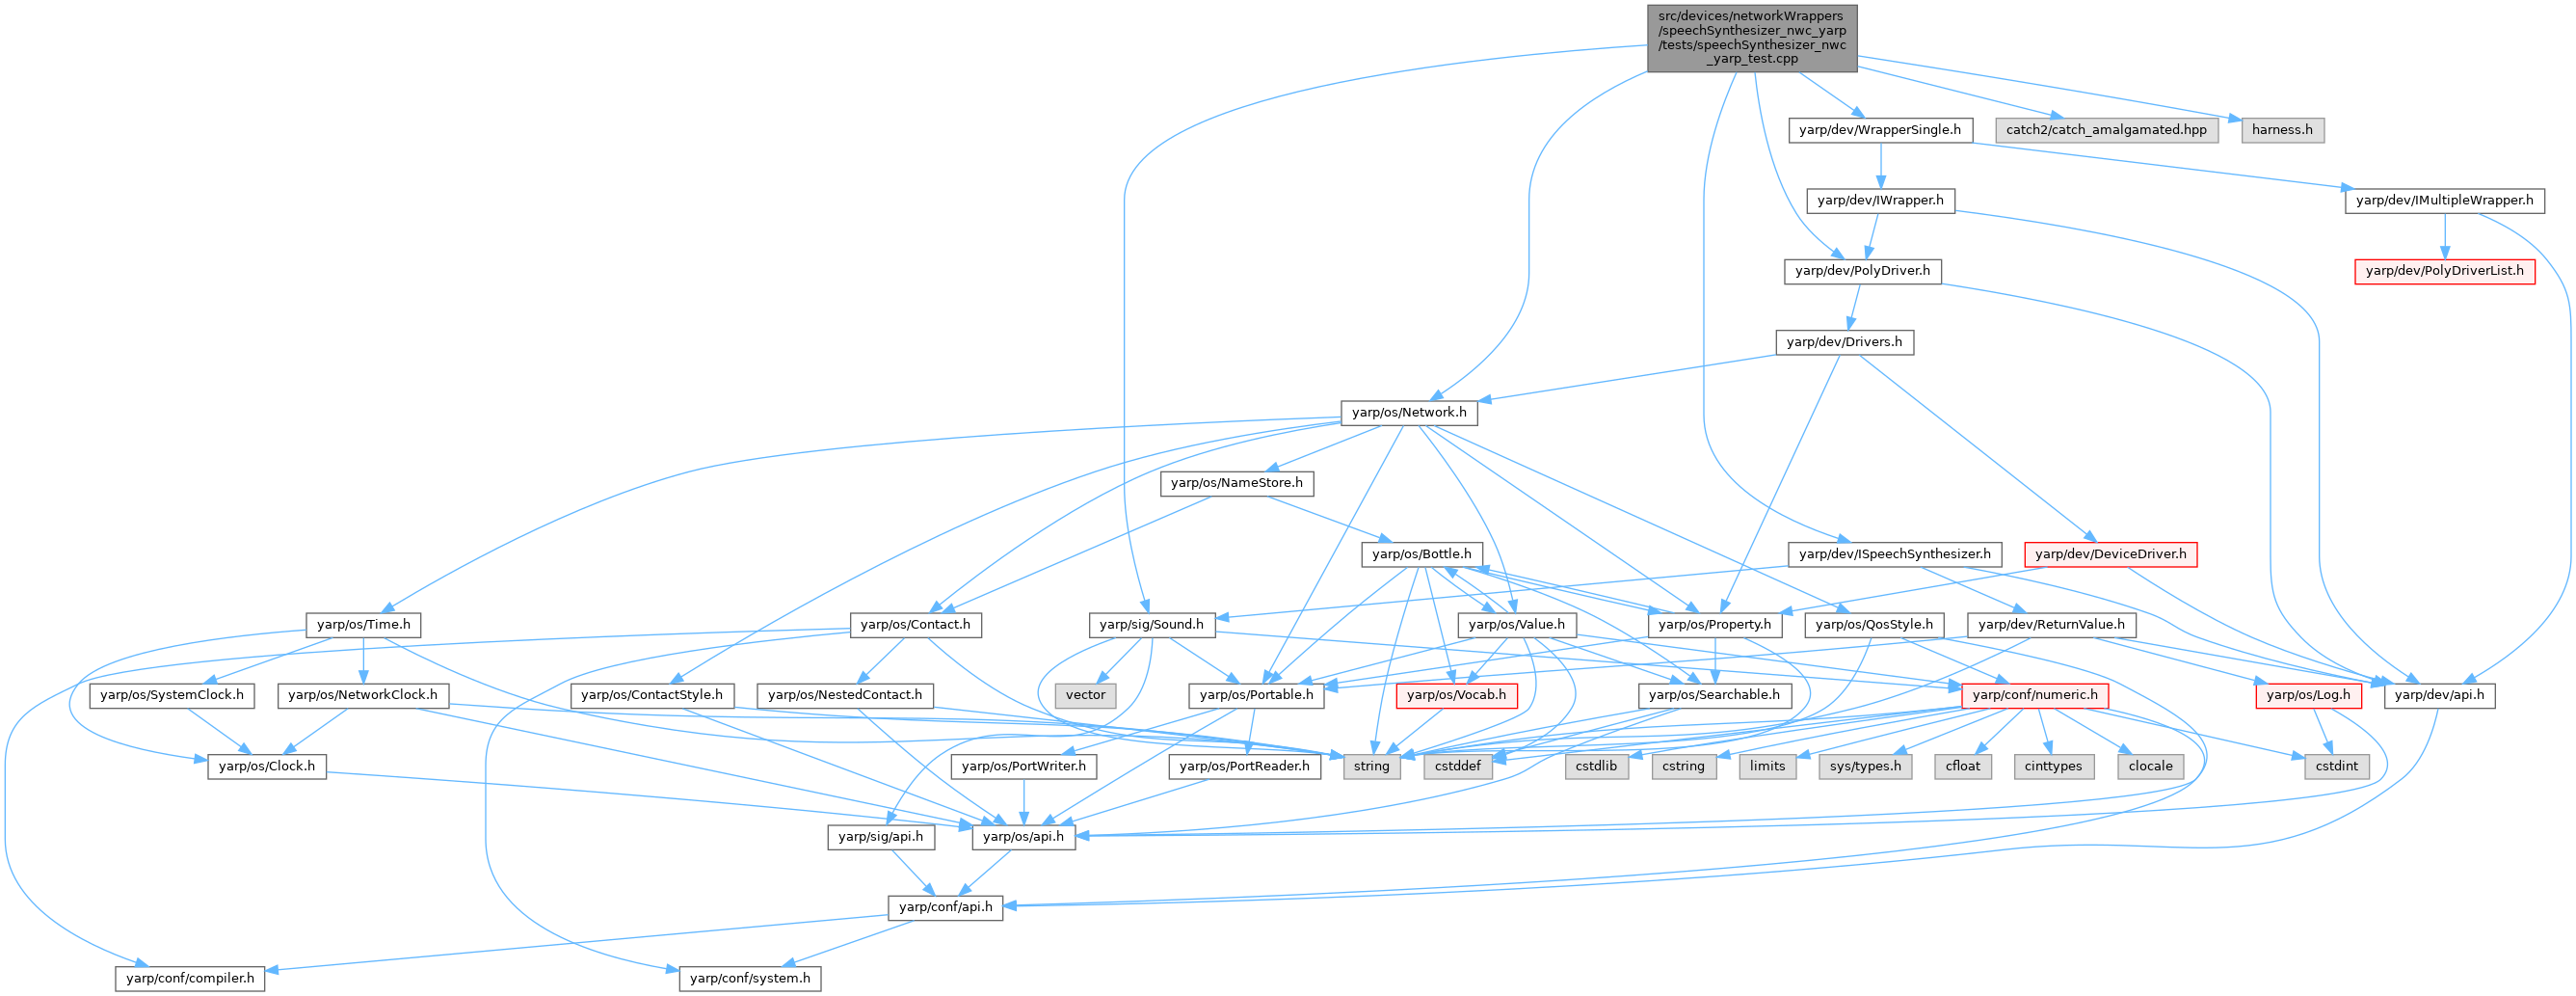 src/devices/networkWrappers
/speechSynthesizer_nwc_yarp
/tests/speechSynthesizer_nwc
_yarp_test.cpp
yarp/dev/WrapperSingle.h
catch2/catch_amalgamated.hpp
harness.h
yarp/dev/IWrapper.h
yarp/dev/IMultipleWrapper.h
yarp/dev/PolyDriver.h
yarp/dev/PolyDriverList.h
yarp/dev/Drivers.h
yarp/os/Network.h
yarp/os/NameStore.h
yarp/os/Bottle.h
yarp/dev/ISpeechSynthesizer.h
yarp/dev/DeviceDriver.h
yarp/os/Time.h
yarp/os/Contact.h
yarp/sig/Sound.h
yarp/os/Value.h
yarp/os/Property.h
yarp/os/QosStyle.h
yarp/dev/ReturnValue.h
yarp/os/SystemClock.h
yarp/os/NetworkClock.h
yarp/os/ContactStyle.h
yarp/os/NestedContact.h
vector
yarp/os/Portable.h
yarp/os/Vocab.h
yarp/os/Searchable.h
yarp/conf/numeric.h
yarp/os/Log.h
yarp/dev/api.h
yarp/os/Clock.h
yarp/os/PortWriter.h
yarp/os/PortReader.h
string
cstddef
cstdlib
cstring
limits
sys/types.h
cfloat
cinttypes
clocale
cstdint
yarp/sig/api.h
yarp/os/api.h
yarp/conf/api.h
yarp/conf/compiler.h
yarp/conf/system.h